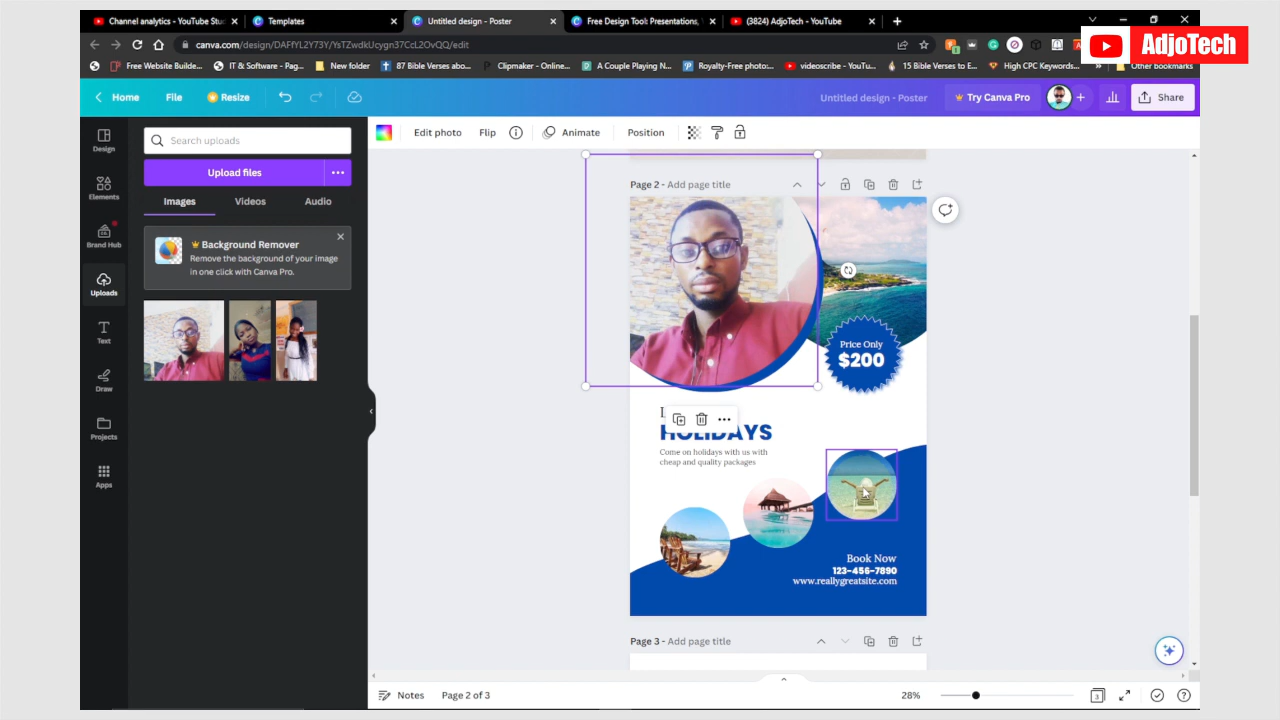 Channel analytics - YouTube Stu
Templates
Untitled design - Poster
Free Design Tool: Presentations,
(3824) AdjoTech - YouTube
canva.com/design/DAFfYL2Y73Y/YsTZwdkUcygn37CcL2OvQQ/edit
AdjoTech
Free Website Builde...
IT & Software - Pag...
New folder
87 Bible Verses abo...
Clipmaker - Online...
A Couple Playing N...
Royalty-Free photo:...
videoscribe - YouTu...
15 Bible Verses to E...
High CPC Keywords...
Other bookmarks
Home
File
Resize
Untitled design - Poster
Try Canva Pro
Share
Design
Elements
Brand Hub
Uploads
Text
Draw
Projects
Apps
Search uploads
Upload files
Images
Videos
Audio
Background Remover
Remove the background of your image
in one click with Canva Pro.
Edit photo
Flip
Animate
Position
Page 2 - Add page title
Price Only
$200
HOLIDAYS
Come on holidays with us with
cheap and quality packages
Book Now
123-456-7890
www.reallygreatsite.com
Page 3 - Add page title
Notes
Page 2 of 3
28%
3